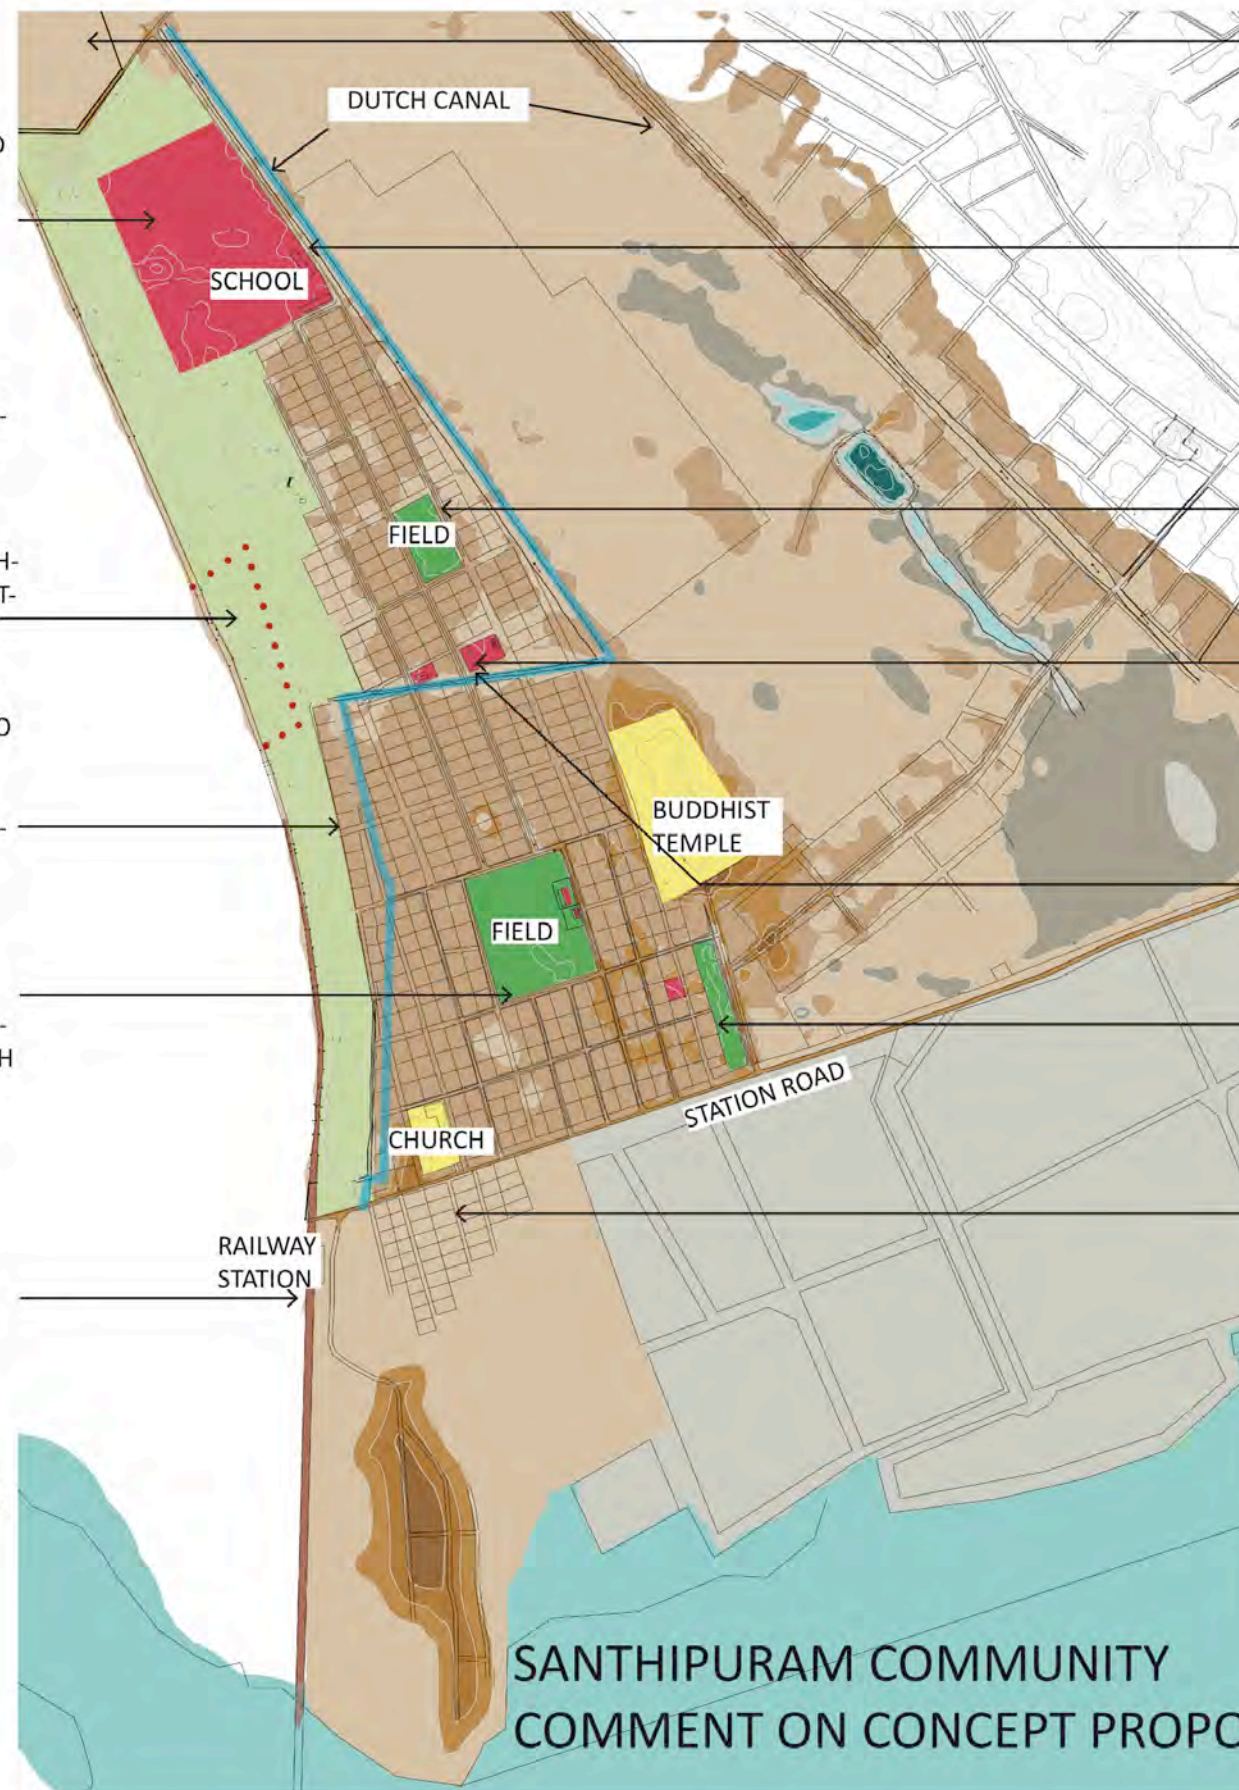 DUTCH CANAL
SCHOOL
FIELD
H-
T-
BUDDHIST
TEMPLE
FIELD
H
STATION ROAD
CHURCH
RAILWAY
STATION
SANTHIPURAM COMMUNITY
COMMENT ON CONCEPT PROPO